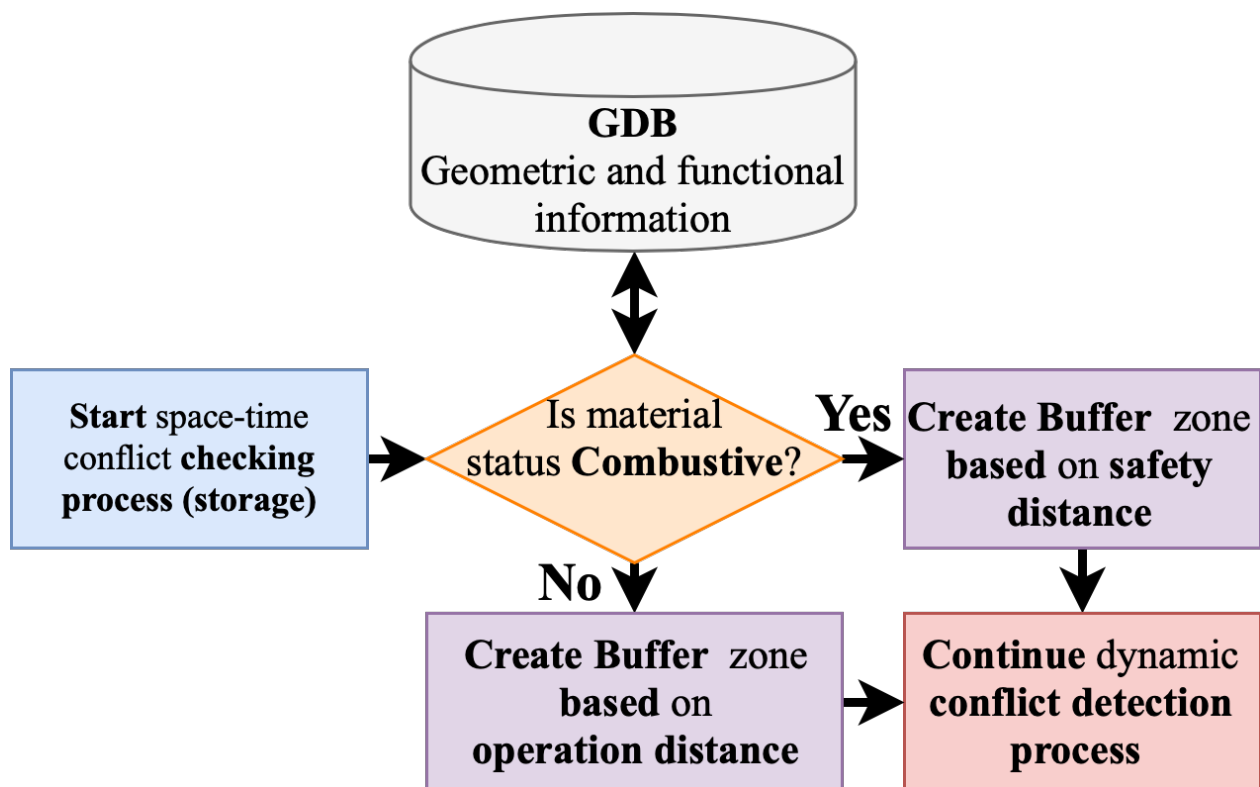 GDB
Geometric and functional
information
Start space-time
conflict checking
process (storage)
Is material
status Combustive?
Yes
Create Buffer zone
based on safety
distance
No
Create Buffer zone
based on
operation distance
Continue dynamic
conflict detection
process